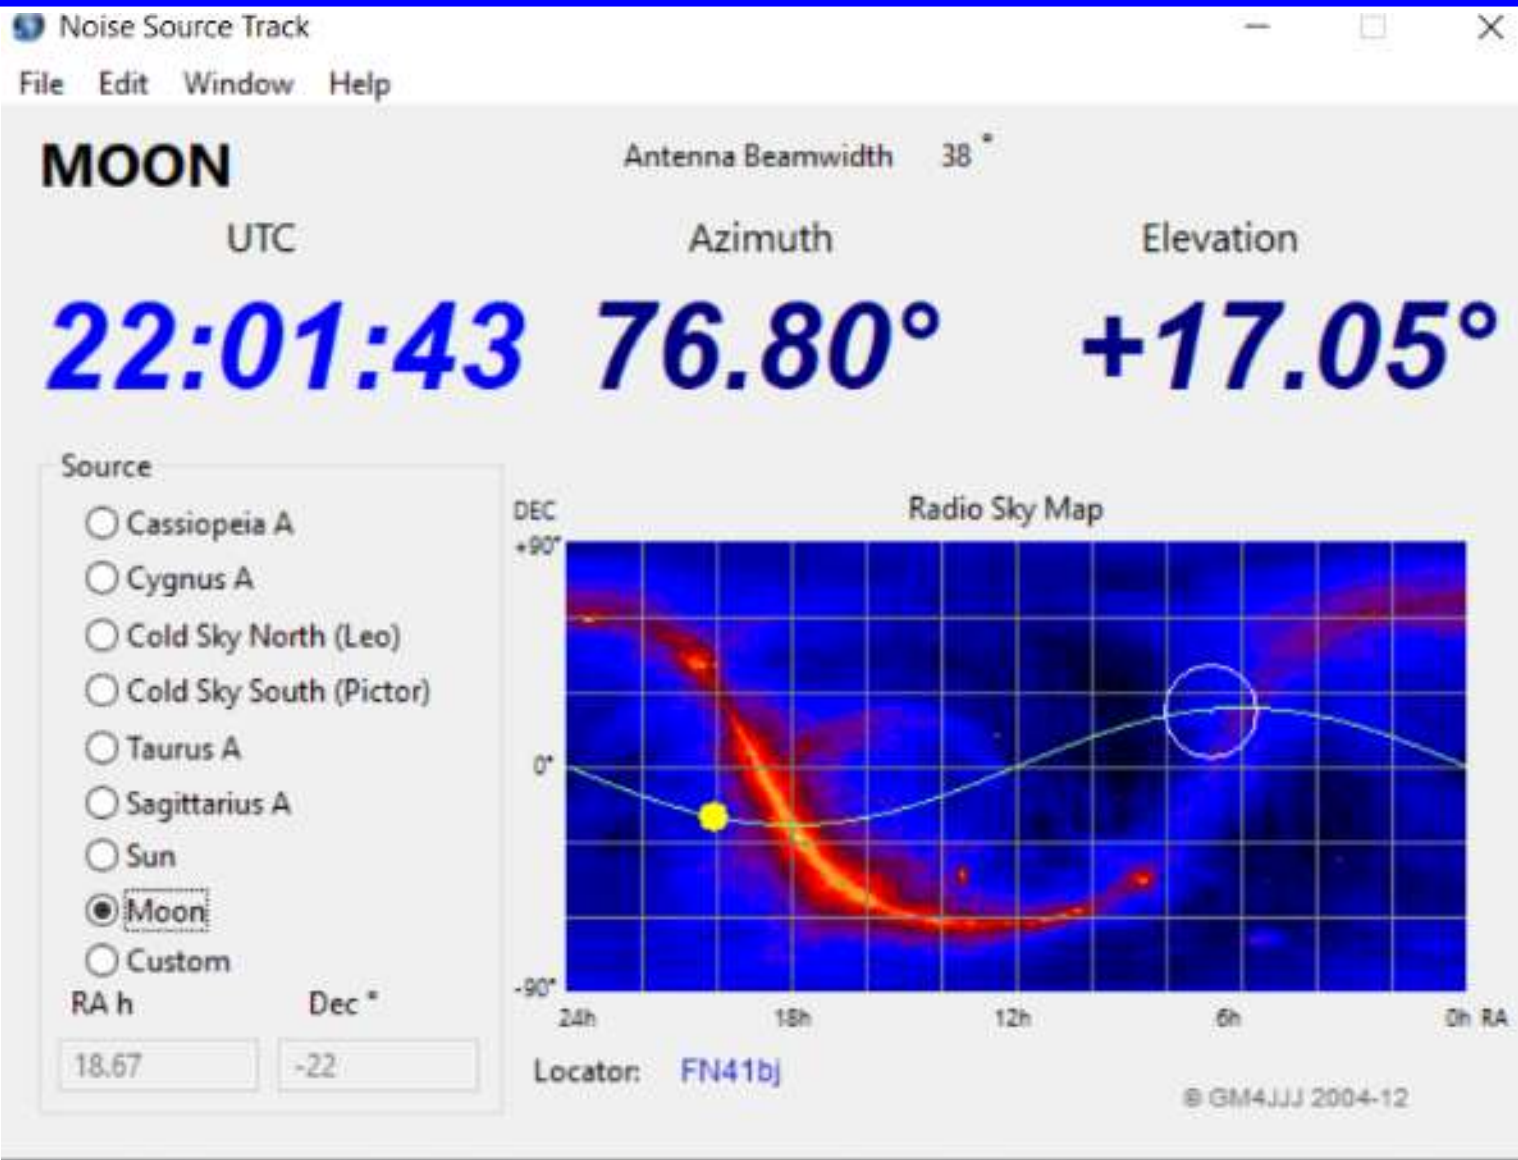 Noise Source Track
File Edit Window Help
MOON
Antenna Beamwidth 38 °
UTC Azimuth Elevation
22:01:43 76.80° +17.05°
Source
Cassiopeia A
Cygnus A
Cold Sky North (Leo)
Cold Sky South (Pictor)
Taurus A
Sagittarius A
Sun
Moon
Custom
RA h Dec °
18.67 -22
DEC Radio Sky Map
+90°
0°
-90°
24h 18h 12h 6h 0h RA
Locator: FN41bj
© GM4JJJ 2004-12